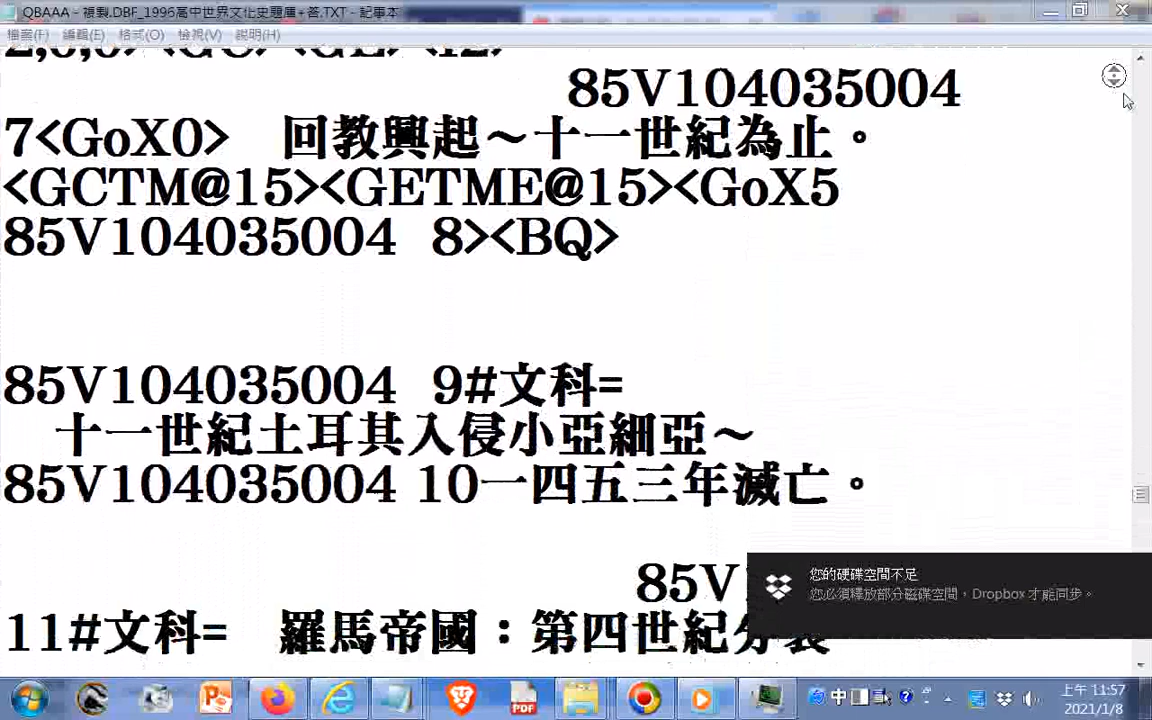 QBAAA - 複製.DBF_1996高中世界文化史題庫+答.TXT - 記事本
檔案(F) 編輯(E) 格式(O) 檢視(V) 說明(H)
85V104035004
7<GoX0> 回教興起～十一世紀為止。
<GCTM@15><GETME@15><GoX5
85V104035004 8><BQ>
85V104035004 9#文科=
十一世紀土耳其入侵小亞細亞～
85V104035004 10一四五三年滅亡。
85V
您的硬碟空間不足
您必須釋放部分磁碟空間，Dropbox 才能同步。
11#文科= 羅馬帝國：第四世紀分裂
中
上午 11:57
2021/1/8